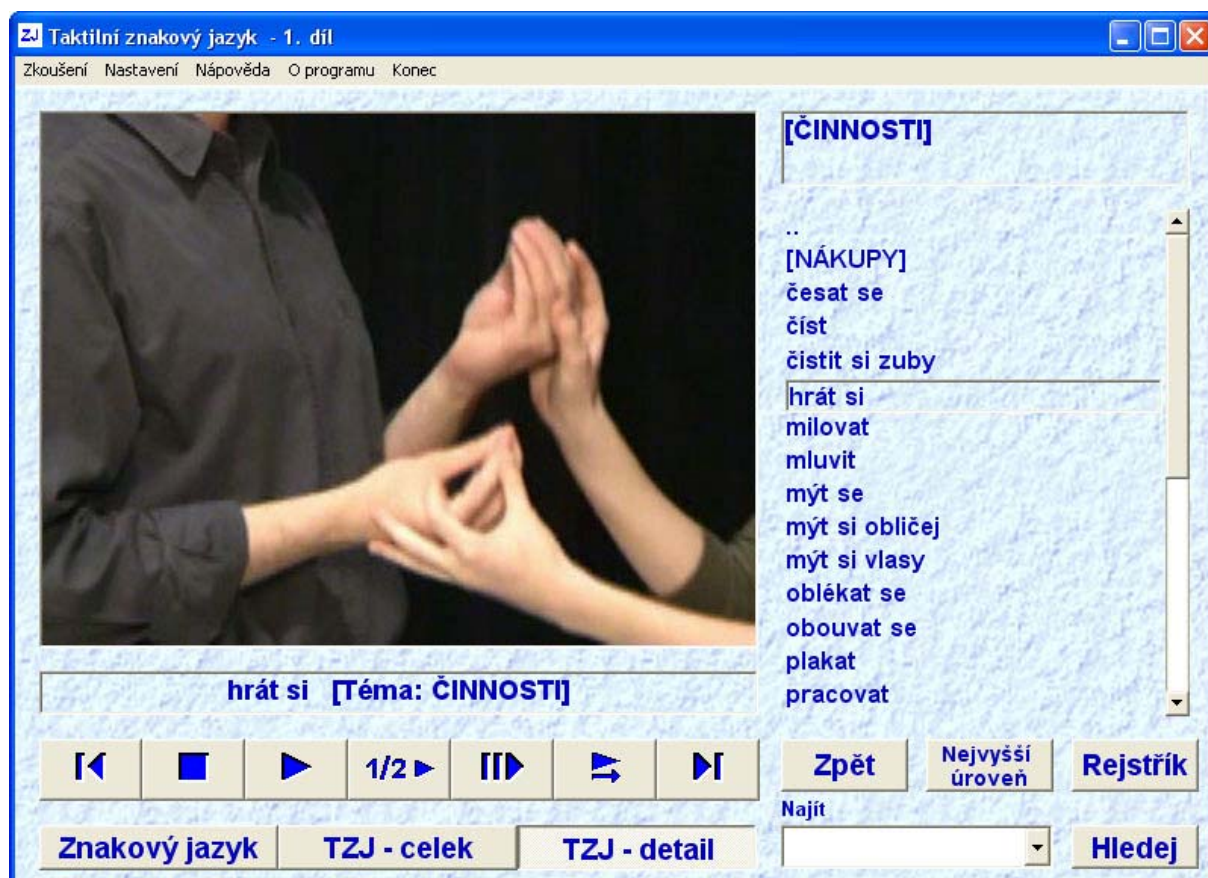 ZJ Taktilní znakový jazyk - 1. díl
Zkoušení Nastavení Nápověda O programu Konec
[ČINNOSTI]
..
[NÁKUPY]
česat se
číst
čistit si zuby
hrát si
milovat
mluvit
mýt se
mýt si obličej
mýt si vlasy
oblékat se
obouvat se
plakat
pracovat
hrát si [Téma: ČINNOSTI]
1/2
Zpět
Nejvyšší
úroveň
Rejstřík
Najít
Znakový jazyk
TZJ - celek
TZJ - detail
Hledej